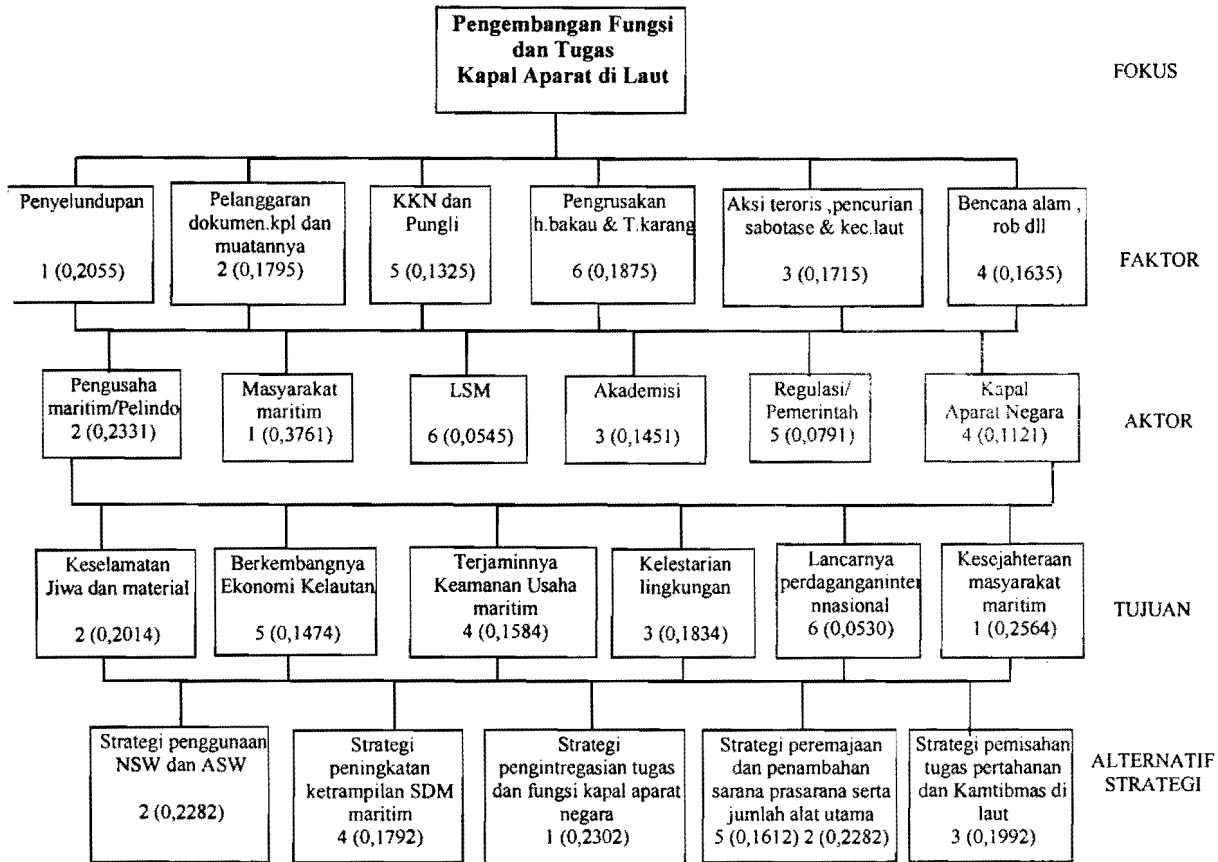 Pengembangan Fungsi
dan Tugas
Kapal Aparat di Laut
FOKUS
Penyelundupan
1 (0,2055)
Pelanggaran
dokumen.kpl dan
muatannya
2 (0,1795)
KKN dan
Pungli
5 (0,1325)
Pengrusakan
h.bakau & T.karang
6 (0,1875)
Aksi teroris ,pencurian
sabotase & kec.laut
3 (0,1715)
Bencana alam ,
rob dll
4 (0,1635)
FAKTOR
Pengusaha
maritim/Pelindo
2 (0,2331)
Masyarakat
maritim
1 (0,3761)
LSM
6 (0,0545)
Akademisi
3 (0,1451)
Regulasi/
Pemerintah
5 (0,0791)
Kapal
Aparat Negara
4 (0,1121)
AKTOR
Keselamatan
Jiwa dan material
2 (0,2014)
Berkembangnya
Ekonomi Kelautan
5 (0,1474)
Terjaminnya
Keamanan Usaha
maritim
4 (0,1584)
Kelestarian
lingkungan
3 (0,1834)
Lancarnya
perdaganganinter
nnasional
6 (0,0530)
Kesejahteraan
masyarakat
maritim
1 (0,2564)
TUJUAN
Strategi penggunaan
NSW dan ASW
2 (0,2282)
Strategi
peningkatan
ketrampilan SDM
maritim
4 (0,1792)
Strategi
pengintregasian tugas
dan fungsi kapal aparat
negara
1 (0,2302)
Strategi peremajaan
dan penambahan
sarana prasarana serta
jumlah alat utama
5 (0,1612) 2 (0,2282)
Strategi pemisahan
tugas pertahanan
dan Kamtibmas di
laut
3 (0,1992)
ALTERNATIF
STRATEGI